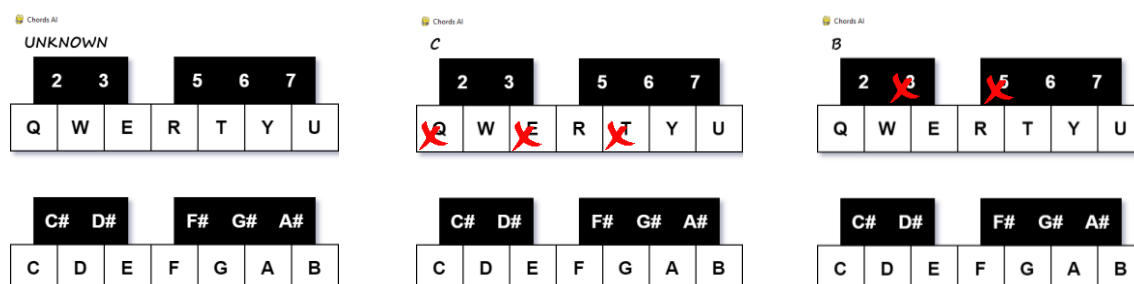 Chords AI
UNKNOWN
2 3 5 6 7
Q W E R T Y U
C# D# F# G# A#
C D E F G A B
Chords AI
C
2 3 5 6 7
Q W E R T Y U
C# D# F# G# A#
C D E F G A B
Chords AI
B
2 3 5 6 7
Q W E R T Y U
C# D# F# G# A#
C D E F G A B